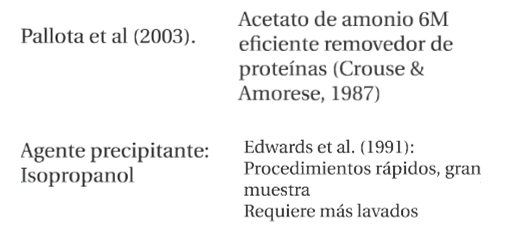 Pallota et al (2003).
Acetato de amonio 6M
eficiente removedor de
proteínas (Crouse &
Amorese, 1987)
Agente precipitante:
Isopropanol
Edwards et al. (1991):
Procedimientos rápidos, gran
muestra
Requiere más lavados